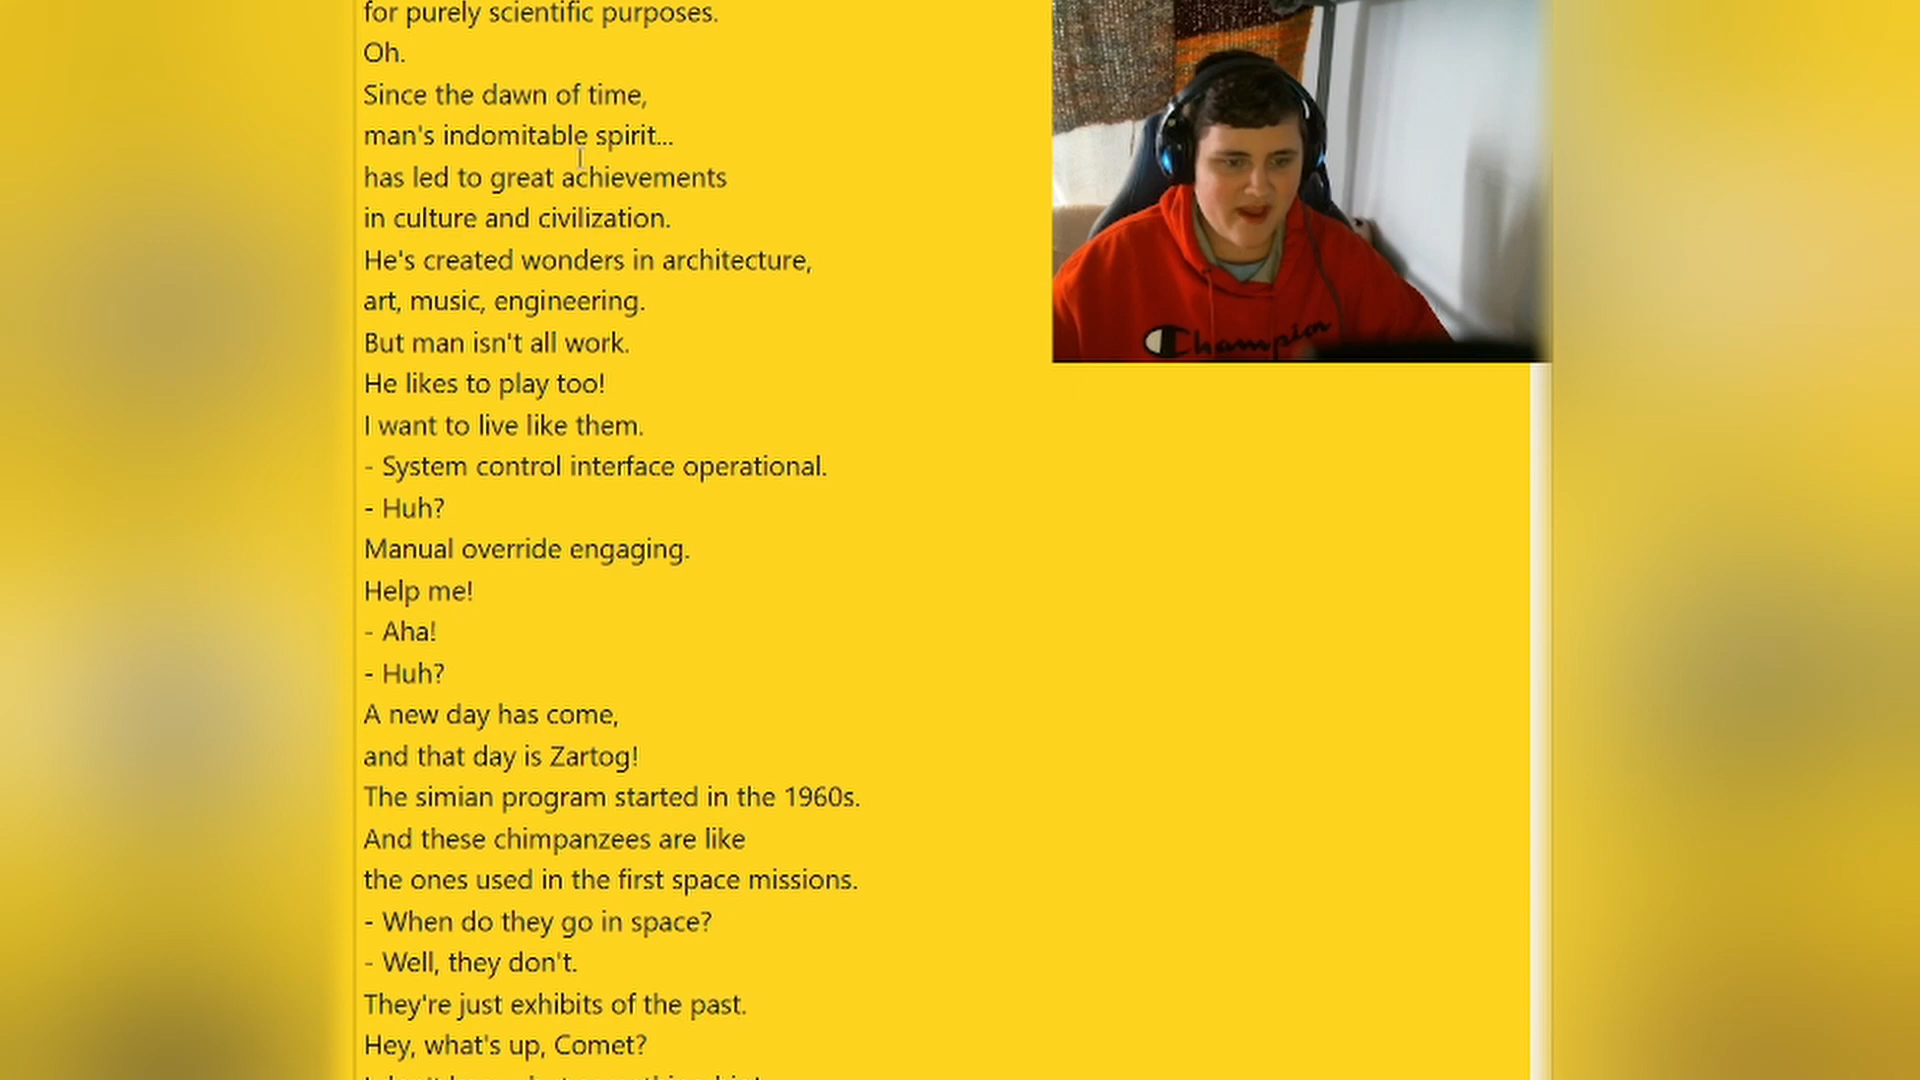 for purely scientific purposes.
Oh.
Since the dawn of time,
man's indomitable spirit...
has led to great achievements
in culture and civilization.
He's created wonders in architecture,
art, music, engineering.
But man isn't all work.
He likes to play too!
I want to live like them.
- System control interface operational.
- Huh?
Manual override engaging.
Help me!
- Aha!
- Huh?
A new day has come,
and that day is Zartog!
The simian program started in the 1960s.
And these chimpanzees are like
the ones used in the first space missions.
- When do they go in space?
- Well, they don't.
They're just exhibits of the past.
Hey, what's up, Comet?
Champion